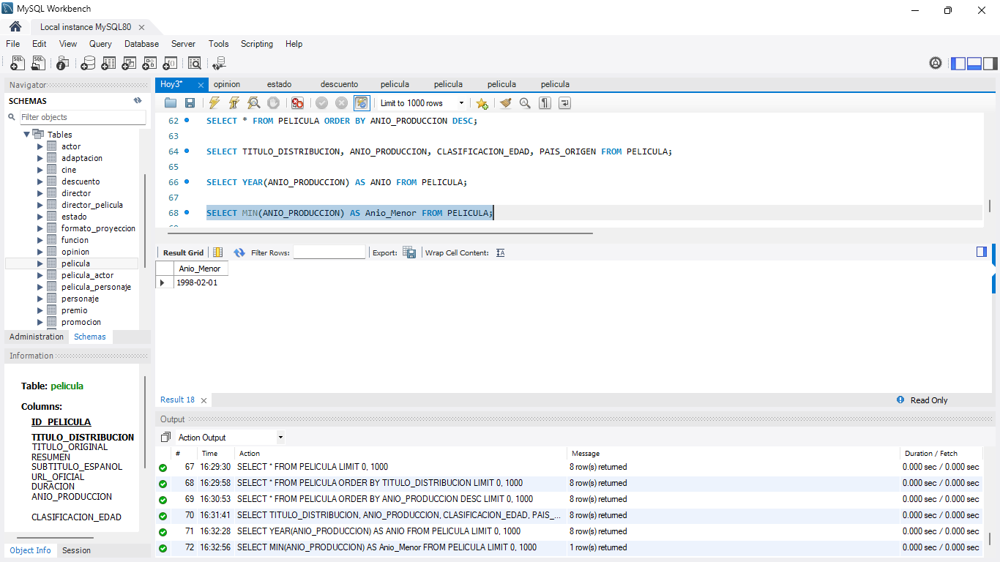 MySQL Workbench
Local instance MySQL80
File Edit View Query Database Server Tools Scripting Help
Navigator
SCHEMAS
Filter objects
Tables
actor
adaptacion
cine
descuento
director
director_pelicula
estado
formato_proyeccion
funcion
opinion
pelicula
pelicula_actor
pelicula_personaje
personaje
premio
promocion
Administration Schemas
Information
Table: pelicula
Columns:
ID_PELICULA
TITULO_DISTRIBUCION
TITULO_ORIGINAL
RESUMEN
SUBTITULO_ESPANOL
URL_OFICIAL
DURACION
ANIO_PRODUCCION
CLASIFICACION_EDAD
Object Info Session
Hoy3* opinion estado descuento pelicula pelicula pelicula pelicula
Limit to 1000 rows
62 SELECT * FROM PELICULA ORDER BY ANIO_PRODUCCION DESC;
63
64 SELECT TITULO_DISTRIBUCION, ANIO_PRODUCCION, CLASIFICACION_EDAD, PAIS_ORIGEN FROM PELICULA;
65
66 SELECT YEAR(ANIO_PRODUCCION) AS ANIO FROM PELICULA;
67
68 SELECT MIN(ANIO_PRODUCCION) AS Anio_Menor FROM PELICULA;
Result Grid Filter Rows: Export: Wrap Cell Content:
Anio_Menor
1998-02-01
Result 18
Read Only
Output
Action Output
# Time Action Message Duration / Fetch
67 16:29:30 SELECT * FROM PELICULA LIMIT 0, 1000 8 row(s) returned 0.000 sec / 0.000 sec
68 16:29:58 SELECT * FROM PELICULA ORDER BY TITULO_DISTRIBUCION LIMIT 0, 1000 8 row(s) returned 0.000 sec / 0.000 sec
69 16:30:53 SELECT * FROM PELICULA ORDER BY ANIO_PRODUCCION DESC LIMIT 0, 1000 8 row(s) returned 0.000 sec / 0.000 sec
70 16:31:41 SELECT TITULO_DISTRIBUCION, ANIO_PRODUCCION, CLASIFICACION_EDAD, PAIS_... 8 row(s) returned 0.000 sec / 0.000 sec
71 16:32:28 SELECT YEAR(ANIO_PRODUCCION) AS ANIO FROM PELICULA LIMIT 0, 1000 8 row(s) returned 0.000 sec / 0.000 sec
72 16:32:56 SELECT MIN(ANIO_PRODUCCION) AS Anio_Menor FROM PELICULA LIMIT 0, 1000 1 row(s) returned 0.000 sec / 0.000 sec